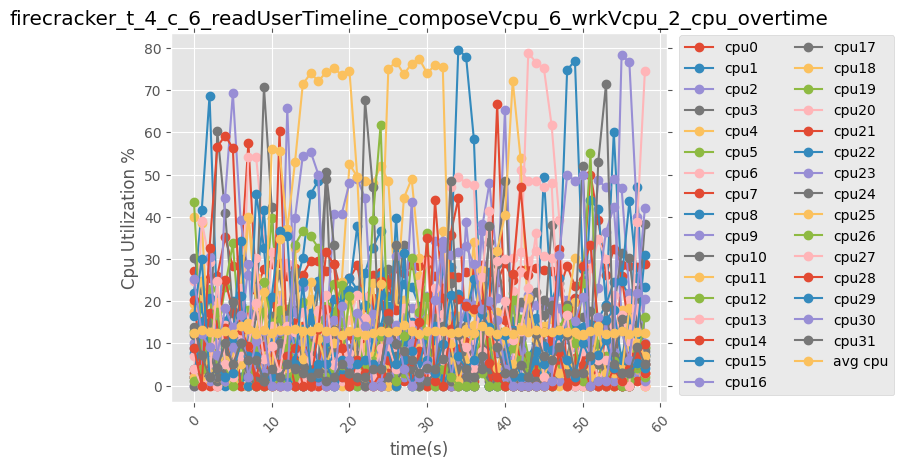 firecracker_t_4_c_6_readUserTimeline_composeVcpu_6_wrkVcpu_2_cpu_overtime
Cpu Utilization %
80
70
60
50
40
30
20
10
0
0
10
20
30
40
50
60
time(s)
cpu0
cpu1
cpu2
cpu3
cpu4
cpu5
cpu6
cpu7
cpu8
cpu9
cpu10
cpu11
cpu12
cpu13
cpu14
cpu15
cpu16
cpu17
cpu18
cpu19
cpu20
cpu21
cpu22
cpu23
cpu24
cpu25
cpu26
cpu27
cpu28
cpu29
cpu30
cpu31
avg cpu